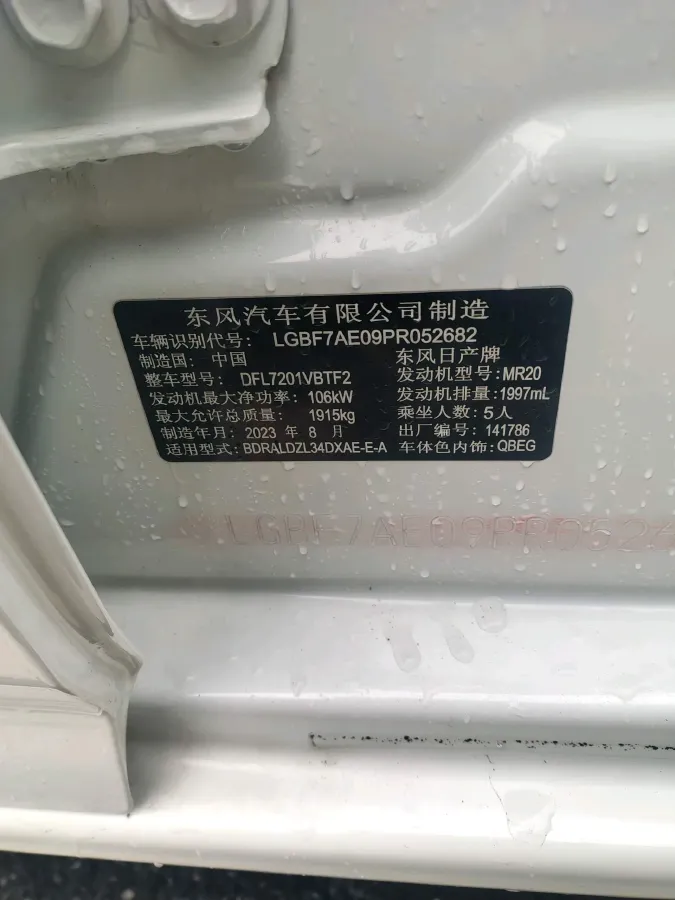 东风汽车有限公司制造
车辆识别代号: LGBF7AE09PR052682
制造国: 中国 东风日产牌
整车型号: DFL7201VBTF2 发动机型号: MR20
发动机最大净功率: 106kW 发动机排量: 1997mL
最大允许总质量: 1915kg 乘坐人数: 5人
制造年月: 2023 年 8 月 出厂编号: 141786
适用型式: BDRALDZL34DXAE-E-A 车体色内饰: QBEG
LGBF7AE09PR052